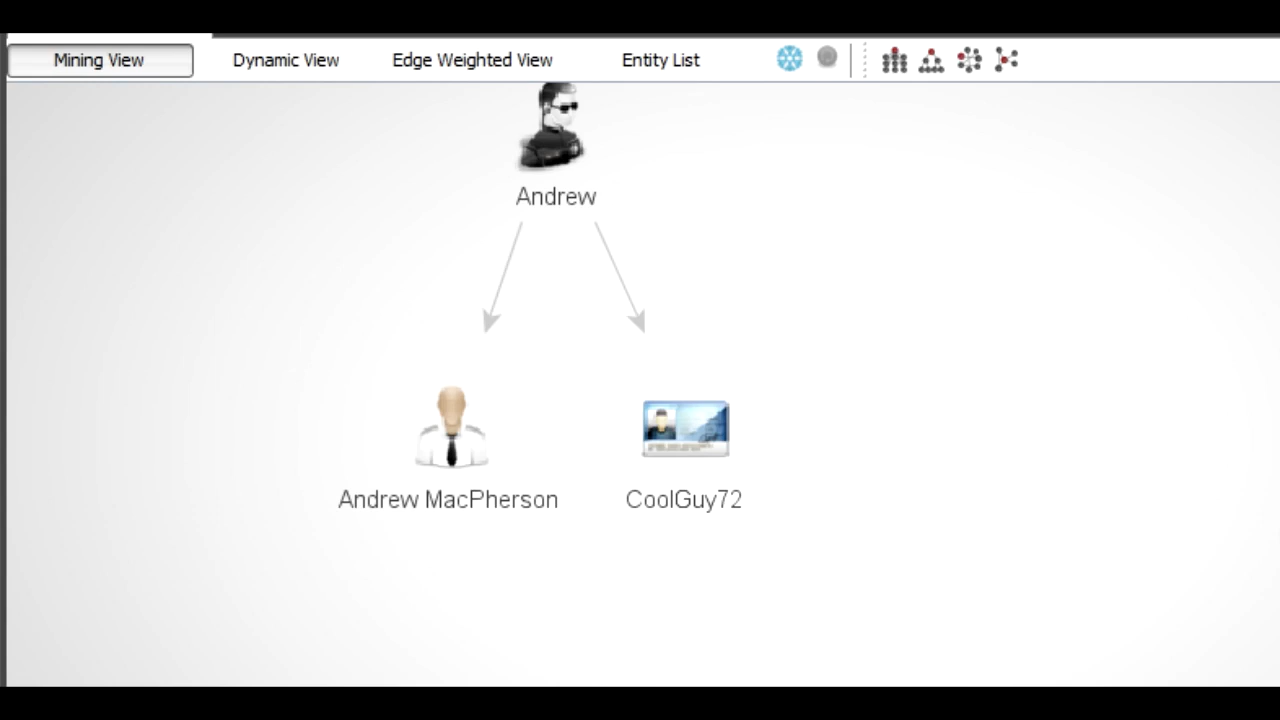 Mining View Dynamic View Edge Weighted View Entity List
Andrew
Andrew MacPherson CoolGuy72